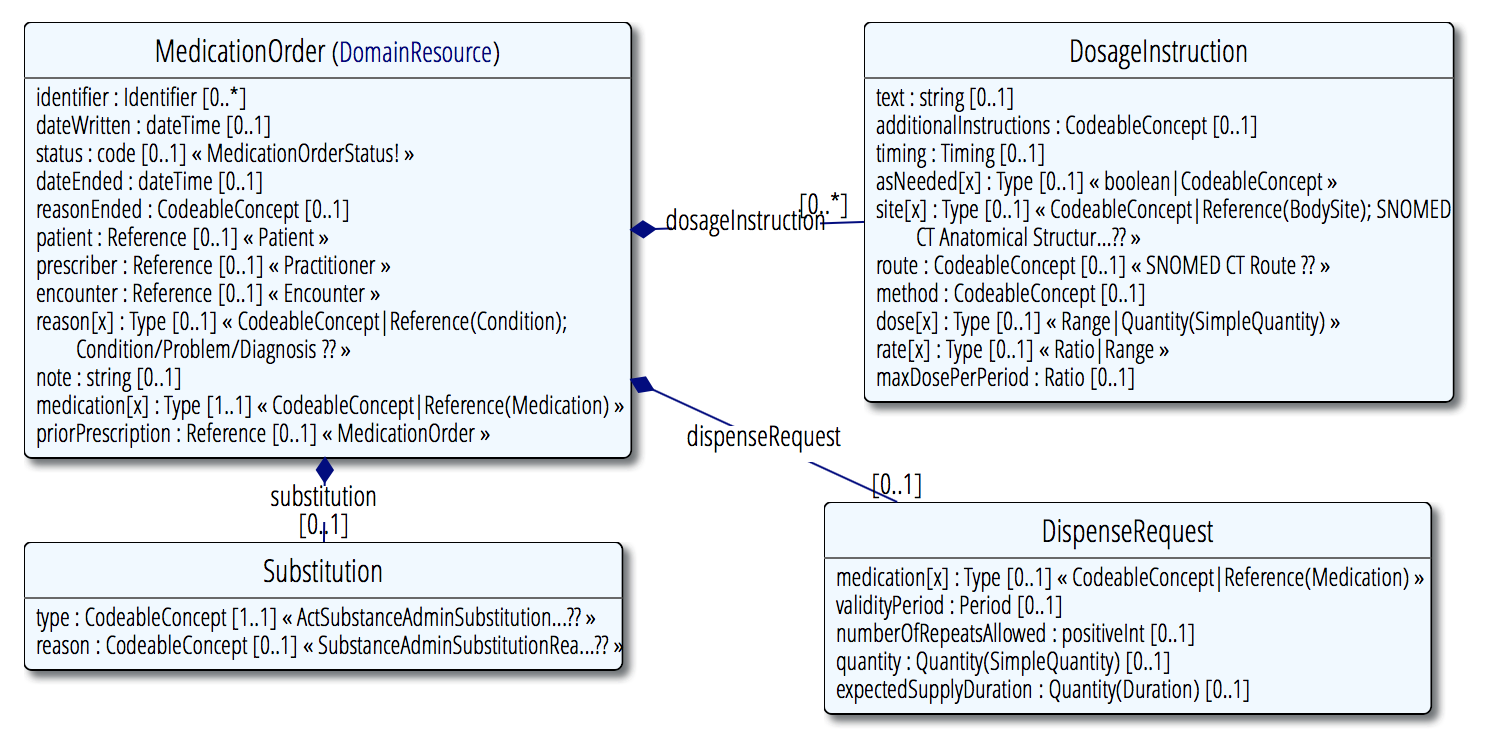 MedicationOrder (DomainResource)
identifier : Identifier [0..*]
dateWritten : dateTime [0..1]
status : code [0..1] « MedicationOrderStatus! »
dateEnded : dateTime [0..1]
reasonEnded : CodeableConcept [0..1]
patient : Reference [0..1] « Patient »
prescriber : Reference [0..1] « Practitioner »
encounter : Reference [0..1] « Encounter »
reason[x] : Type [0..1] « CodeableConcept|Reference(Condition);
Condition/Problem/Diagnosis ?? »
note : string [0..1]
medication[x] : Type [1..1] « CodeableConcept|Reference(Medication) »
priorPrescription : Reference [0..1] « MedicationOrder »
dosageInstruction
[0..*]
DosageInstruction
text : string [0..1]
additionalInstructions : CodeableConcept [0..1]
timing : Timing [0..1]
asNeeded[x] : Type [0..1] « boolean|CodeableConcept »
site[x] : Type [0..1] « CodeableConcept|Reference(BodySite); SNOMED
CT Anatomical Structur...?? »
route : CodeableConcept [0..1] « SNOMED CT Route ?? »
method : CodeableConcept [0..1]
dose[x] : Type [0..1] « Range|Quantity(SimpleQuantity) »
rate[x] : Type [0..1] « Ratio|Range »
maxDosePerPeriod : Ratio [0..1]
substitution
[0..1]
Substitution
type : CodeableConcept [1..1] « ActSubstanceAdminSubstitution...?? »
reason : CodeableConcept [0..1] « SubstanceAdminSubstitutionRea...?? »
dispenseRequest
[0..1]
DispenseRequest
medication[x] : Type [0..1] « CodeableConcept|Reference(Medication) »
validityPeriod : Period [0..1]
numberOfRepeatsAllowed : positiveInt [0..1]
quantity : Quantity(SimpleQuantity) [0..1]
expectedSupplyDuration : Quantity(Duration) [0..1]